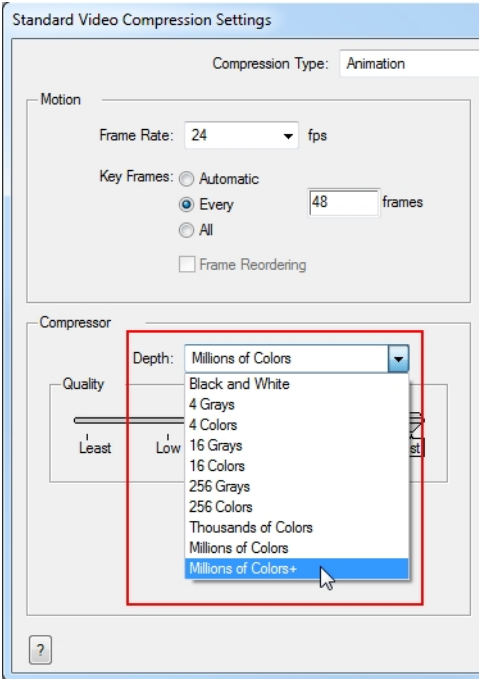 Standard Video Compression Settings
Compression Type: Animation
Motion
Frame Rate: 24 fps
Key Frames: Automatic
Every 48 frames
All
Frame Reordering
Compressor
Depth: Millions of Colors
Quality
Least Low st
Black and White
4 Grays
4 Colors
16 Grays
16 Colors
256 Grays
256 Colors
Thousands of Colors
Millions of Colors
Millions of Colors+
?